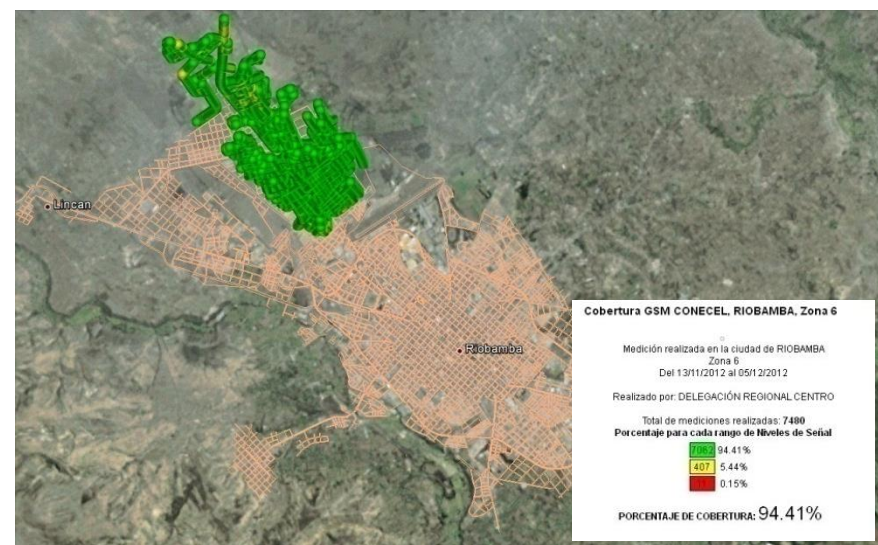 Lincan
Riobamba
Cobertura GSM CONECEL, RIOBAMBA, Zona 6
Medición realizada en la ciudad de RIOBAMBA
Zona 6
Del 13/11/2012 al 05/12/2012
Realizado por: DELEGACIÓN REGIONAL CENTRO
Total de mediciones realizadas: 7480
Porcentaje para cada rango de Niveles de Señal
7062 94.41%
407 5.44%
0.15%
PORCENTAJE DE COBERTURA: 94.41%